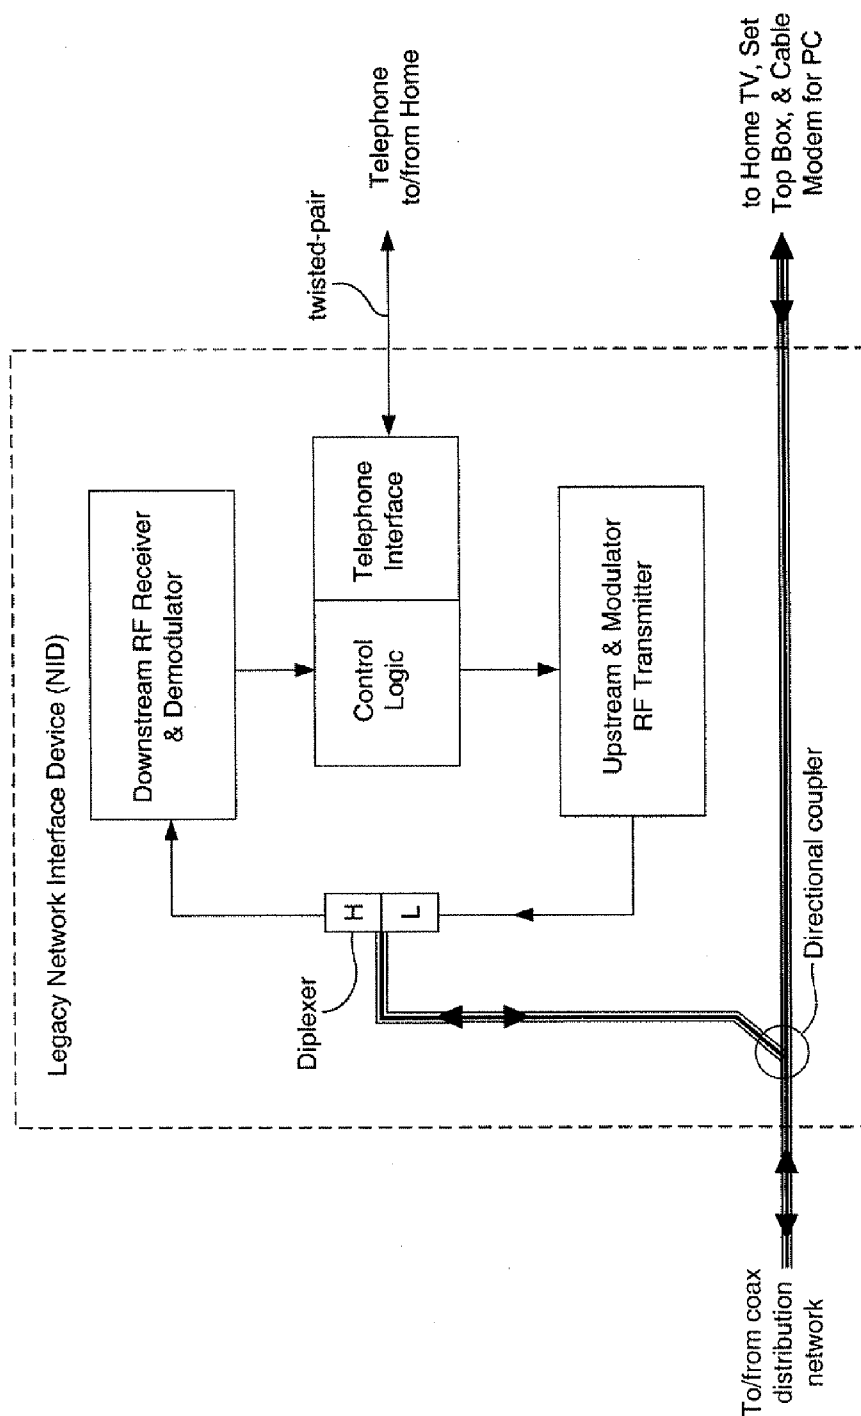 Legacy Network Interface Device (NID)
Downstream RF Receiver
& Demodulator
Control
Logic
Telephone
Interface
Upstream & Modulator
RF Transmitter
Diplexer
H
L
twisted-pair
Telephone
to/from Home
Directional coupler
To/from coax
distribution
network
to Home TV, Set
Top Box, & Cable
Modem for PC